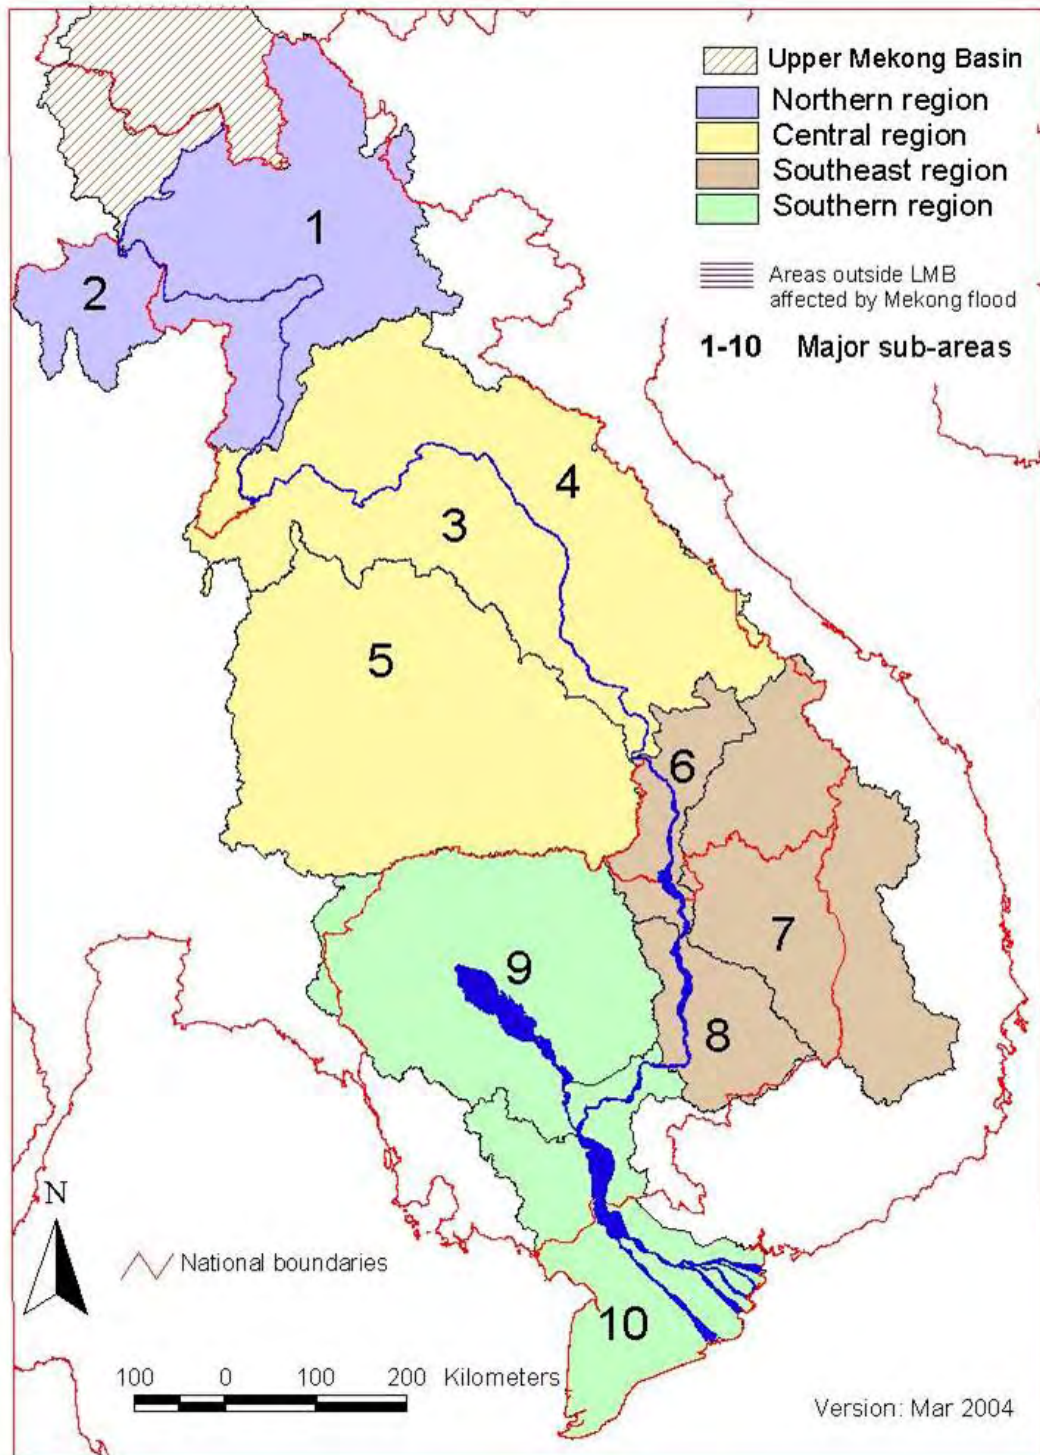 Upper Mekong Basin
Northern region
Central region
Southeast region
Southern region
Areas outside LMB
affected by Mekong flood
1-10 Major sub-areas
1
2
3
4
5
6
7
8
9
10
N
National boundaries
100 0 100 200 Kilometers
Version: Mar 2004